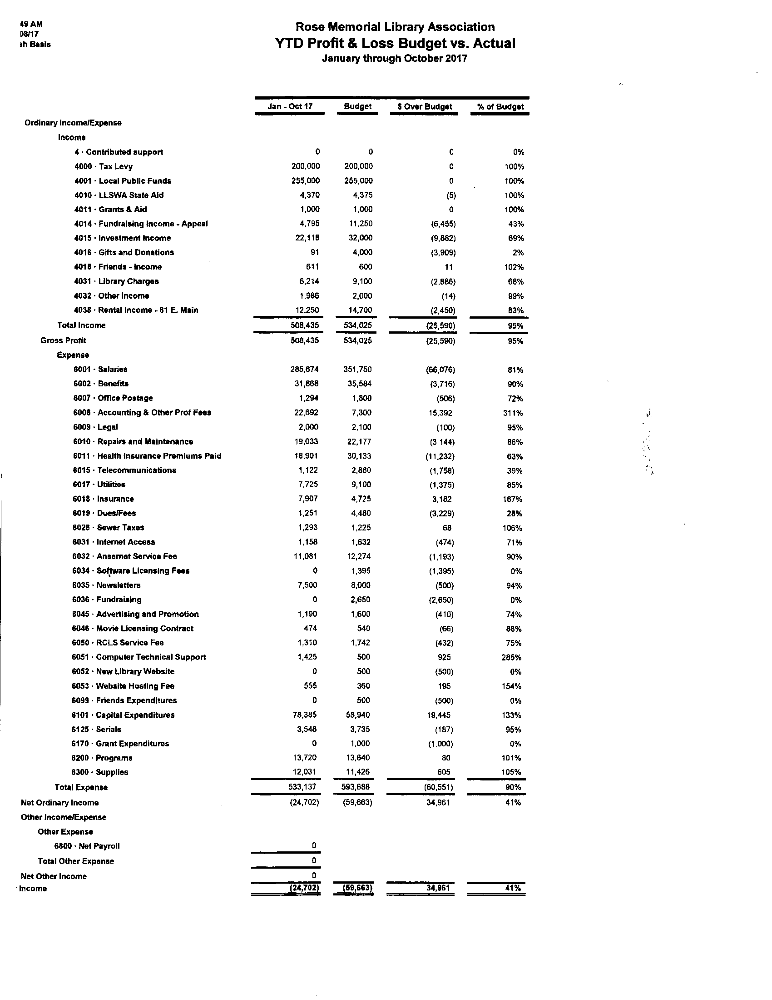 49 AM
08/17
sh Basis
Rose Memorial Library Association
YTD Profit & Loss Budget vs. Actual
January through October 2017
Jan - Oct 17 Budget $ Over Budget % of Budget
Ordinary Income/Expense
Income
4 · Contributed support 0 0 0 0%
4000 · Tax Levy 200,000 200,000 0 100%
4001 · Local Public Funds 255,000 255,000 0 100%
4010 · LLSWA State Aid 4,370 4,375 (5) 100%
4011 · Grants & Aid 1,000 1,000 0 100%
4014 · Fundraising Income - Appeal 4,795 11,250 (6,455) 43%
4015 · Investment Income 22,118 32,000 (9,882) 69%
4016 · Gifts and Donations 91 4,000 (3,909) 2%
4018 · Friends - Income 611 600 11 102%
4031 · Library Charges 6,214 9,100 (2,886) 68%
4032 · Other Income 1,986 2,000 (14) 99%
4038 · Rental Income - 61 E. Main 12,250 14,700 (2,450) 83%
Total Income 508,435 534,025 (25,590) 95%
Gross Profit 508,435 534,025 (25,590) 95%
Expense
6001 · Salaries 285,674 351,750 (66,076) 81%
6002 · Benefits 31,868 35,584 (3,716) 90%
6007 · Office Postage 1,294 1,800 (506) 72%
6008 · Accounting & Other Prof Fees 22,692 7,300 15,392 311%
6009 · Legal 2,000 2,100 (100) 95%
6010 · Repairs and Maintenance 19,033 22,177 (3,144) 86%
6011 · Health Insurance Premiums Paid 18,901 30,133 (11,232) 63%
6015 · Telecommunications 1,122 2,880 (1,758) 39%
6017 · Utilities 7,725 9,100 (1,375) 85%
6018 · Insurance 7,907 4,725 3,182 167%
6019 · Dues/Fees 1,251 4,480 (3,229) 28%
6028 · Sewer Taxes 1,293 1,225 68 106%
6031 · Internet Access 1,158 1,632 (474) 71%
6032 · Ansernet Service Fee 11,081 12,274 (1,193) 90%
6034 · Software Licensing Fees 0 1,395 (1,395) 0%
6035 · Newsletters 7,500 8,000 (500) 94%
6036 · Fundraising 0 2,650 (2,650) 0%
6045 · Advertising and Promotion 1,190 1,600 (410) 74%
6046 · Movie Licensing Contract 474 540 (66) 88%
6050 · RCLS Service Fee 1,310 1,742 (432) 75%
6051 · Computer Technical Support 1,425 500 925 285%
6052 · New Library Website 0 500 (500) 0%
6053 · Website Hosting Fee 555 360 195 154%
6099 · Friends Expenditures 0 500 (500) 0%
6101 · Capital Expenditures 78,385 58,940 19,445 133%
6125 · Serials 3,548 3,735 (187) 95%
6170 · Grant Expenditures 0 1,000 (1,000) 0%
6200 · Programs 13,720 13,640 80 101%
6300 · Supplies 12,031 11,426 605 105%
Total Expense 533,137 593,688 (60,551) 90%
Net Ordinary Income (24,702) (59,663) 34,961 41%
Other Income/Expense
Other Expense
6800 · Net Payroll 0
Total Other Expense 0
Net Other Income 0
Income (24,702) (59,663) 34,961 41%